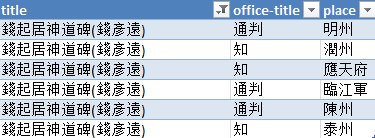 title office-title place
錢起居神道碑(錢彥遠) 通判 明州
錢起居神道碑(錢彥遠) 知 潤州
錢起居神道碑(錢彥遠) 知 應天府
錢起居神道碑(錢彥遠) 通判 臨江軍
錢起居神道碑(錢彥遠) 通判 陳州
錢起居神道碑(錢彥遠) 知 泰州